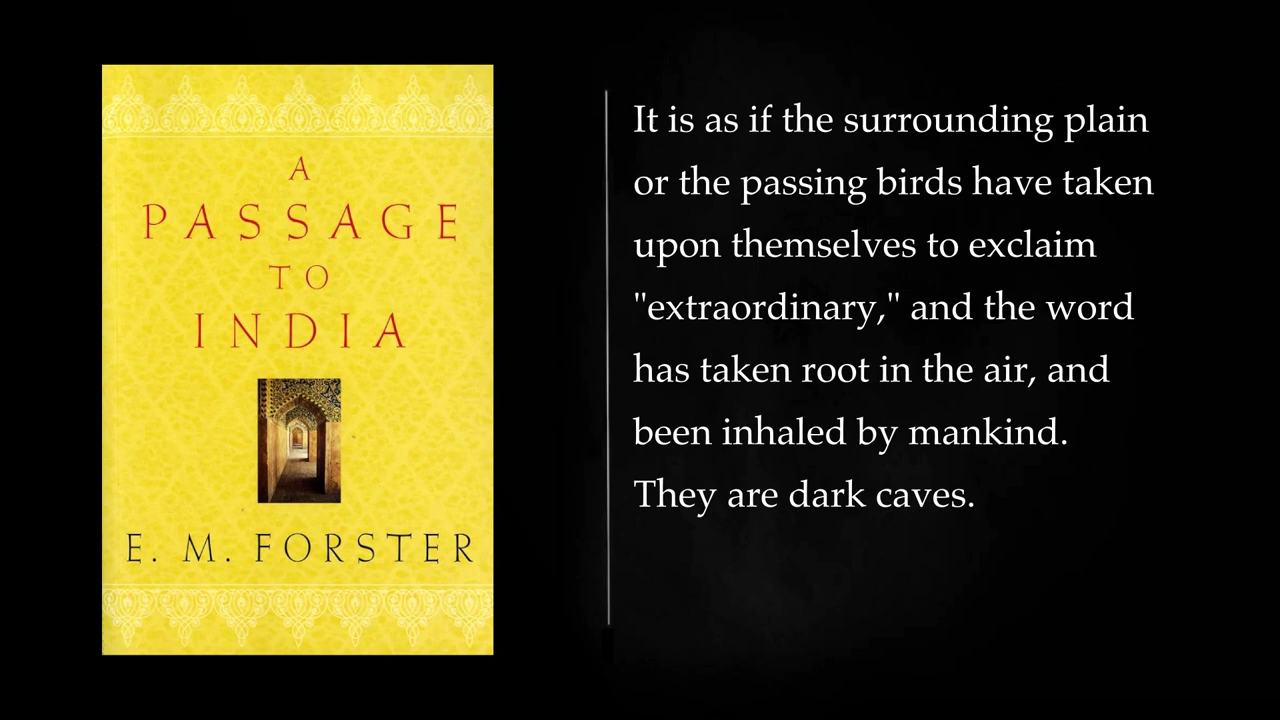 A
PASSAGE
TO
INDIA
E. M. FORSTER
It is as if the surrounding plain
or the passing birds have taken
upon themselves to exclaim
"extraordinary," and the word
has taken root in the air, and
been inhaled by mankind.
They are dark caves.